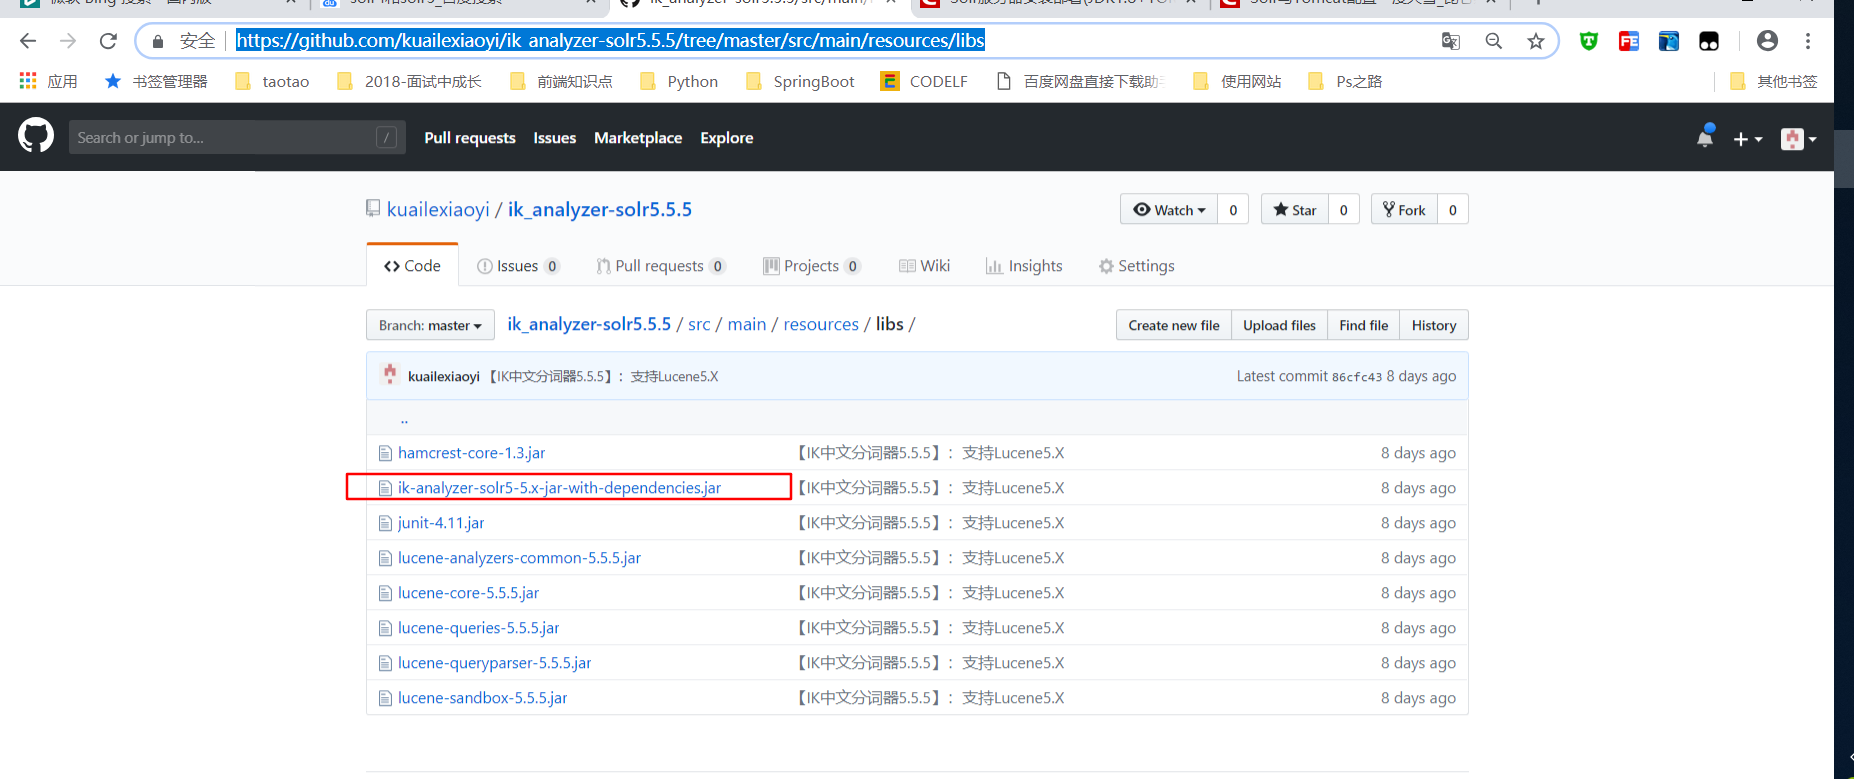 安全 https://github.com/kuailexiaoyi/ik_analyzer-solr5.5.5/tree/master/src/main/resources/libs
应用 书签管理器 taotao 2018-面试中成长 前端知识点 Python SpringBoot CODELF 百度网盘直接下载助 使用网站 Ps之路 其他书签
Search or jump to... / Pull requests Issues Marketplace Explore
kuailexiaoyi / ik_analyzer-solr5.5.5 Watch 0 Star 0 Fork 0
Code Issues 0 Pull requests 0 Projects 0 Wiki Insights Settings
Branch: master ik_analyzer-solr5.5.5 / src / main / resources / libs / Create new file Upload files Find file History
kuailexiaoyi 【IK中文分词器5.5.5】：支持Lucene5.X Latest commit 86cfc43 8 days ago
..
hamcrest-core-1.3.jar 【IK中文分词器5.5.5】：支持Lucene5.X 8 days ago
ik-analyzer-solr5-5.x-jar-with-dependencies.jar 【IK中文分词器5.5.5】：支持Lucene5.X 8 days ago
junit-4.11.jar 【IK中文分词器5.5.5】：支持Lucene5.X 8 days ago
lucene-analyzers-common-5.5.5.jar 【IK中文分词器5.5.5】：支持Lucene5.X 8 days ago
lucene-core-5.5.5.jar 【IK中文分词器5.5.5】：支持Lucene5.X 8 days ago
lucene-queries-5.5.5.jar 【IK中文分词器5.5.5】：支持Lucene5.X 8 days ago
lucene-queryparser-5.5.5.jar 【IK中文分词器5.5.5】：支持Lucene5.X 8 days ago
lucene-sandbox-5.5.5.jar 【IK中文分词器5.5.5】：支持Lucene5.X 8 days ago